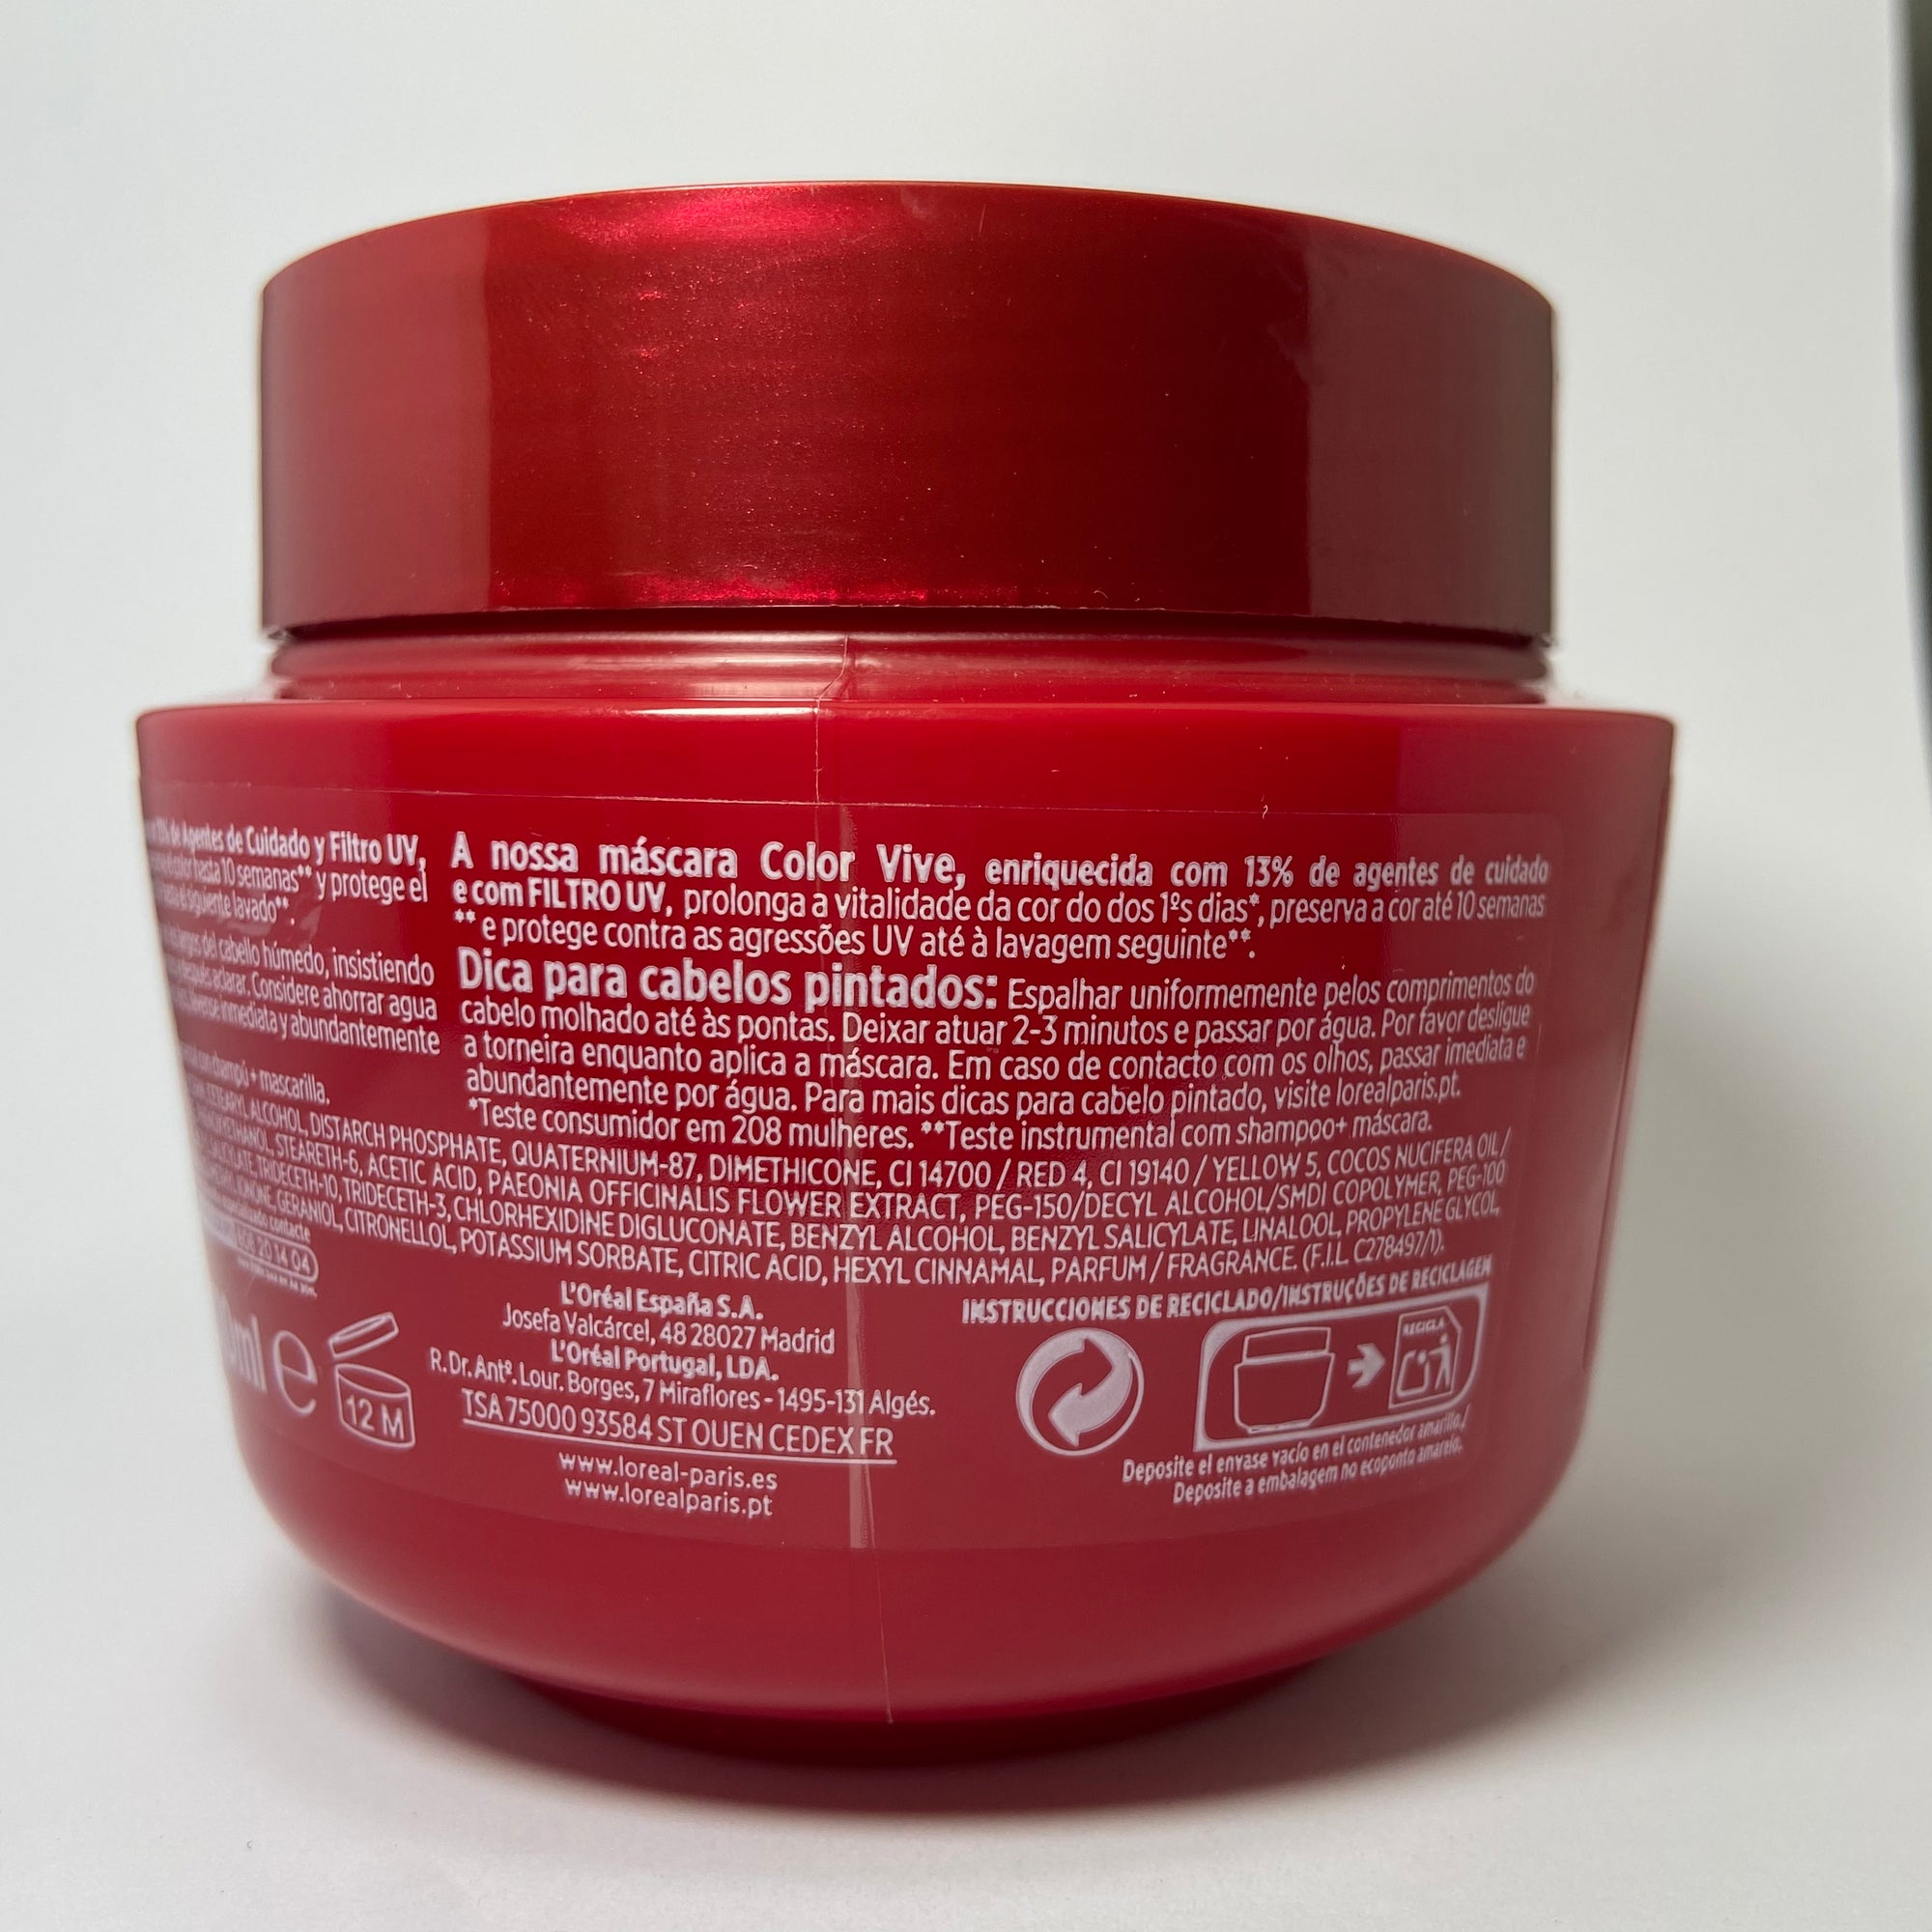 de Agentes de Cuidado y Filtro UV,
color hasta 10 semanas** y protege el
siguiente lavado**.
del cabello húmedo, insistiendo
aclarar. Considere ahorrar agua
inmediata y abundantemente
champú + mascarilla.
A nossa máscara Color Vive, enriquecida com 13% de agentes de cuidado
e com FILTRO UV, prolonga a vitalidade da cor do dos 1ºs dias*, preserva a cor até 10 semanas
** e protege contra as agressões UV até à lavagem seguinte**.
Dica para cabelos pintados: Espalhar uniformemente pelos comprimentos do
cabelo molhado até às pontas. Deixar atuar 2-3 minutos e passar por água. Por favor desligue
a torneira enquanto aplica a máscara. Em caso de contacto com os olhos, passar imediata e
abundantemente por água. Para mais dicas para cabelo pintado, visite lorealparis.pt.
*Teste consumidor em 208 mulheres. **Teste instrumental com shampoo+ máscara.
ALCOHOL, DISTARCH PHOSPHATE, QUATERNIUM-87, DIMETHICONE, CI 14700 / RED 4, CI 19140 / YELLOW 5, COCOS NUCIFERA OIL /
STEARETH-6, ACETIC ACID, PAEONIA OFFICINALIS FLOWER EXTRACT, PEG-150/DECYL ALCOHOL/SMDI COPOLYMER, PEG-100
TRIDECETH-10, TRIDECETH-3, CHLORHEXIDINE DIGLUCONATE, BENZYL ALCOHOL, BENZYL SALICYLATE, LINALOOL, PROPYLENE GLYCOL,
GERANIOL, CITRONELLOL, POTASSIUM SORBATE, CITRIC ACID, HEXYL CINNAMAL, PARFUM / FRAGRANCE. (F.I.L. C278497/1).
contacte
20 14 04
ml e
12 M
L'Oréal España S.A.
Josefa Valcárcel, 48 28027 Madrid
L'Oréal Portugal, LDA.
R. Dr. Antº. Lour. Borges, 7 Miraflores - 1495-131 Algés.
TSA 75000 93584 ST OUEN CEDEX FR
www.loreal-paris.es
www.lorealparis.pt
INSTRUCCIONES DE RECICLADO/INSTRUÇÕES DE RECICLAGEM
RECICLA
Deposite el envase vacío en el contenedor amarillo./
Deposite a embalagem no ecoponto amarelo.